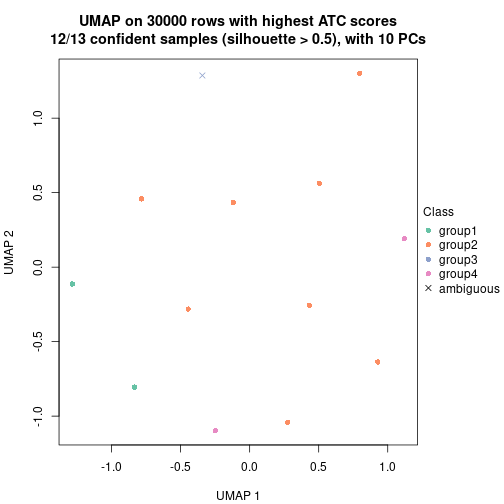 UMAP on 30000 rows with highest ATC scores
12/13 confident samples (silhouette > 0.5), with 10 PCs
UMAP 2
1.0
0.5
0.0
-0.5
-1.0
-1.0 -0.5 0.0 0.5 1.0
UMAP 1
Class
group1
group2
group3
group4
ambiguous